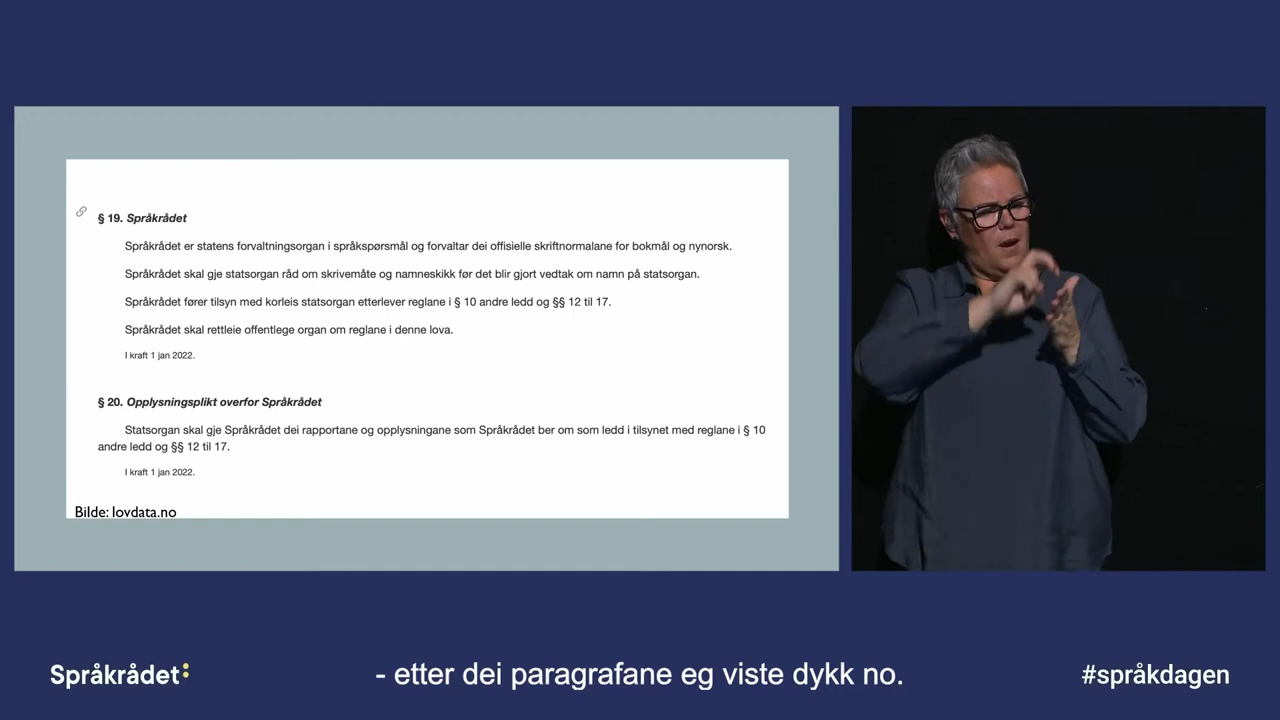 § 19. Språkrådet
Språkrådet er statens forvaltningsorgan i språkspørsmål og forvaltar dei offisielle skriftnormalane for bokmål og nynorsk.
Språkrådet skal gje statsorgan råd om skrivemåte og namneskikk før det blir gjort vedtak om namn på statsorgan.
Språkrådet fører tilsyn med korleis statsorgan etterlever reglane i § 10 andre ledd og §§ 12 til 17.
Språkrådet skal rettleie offentlege organ om reglane i denne lova.
I kraft 1 jan 2022.
§ 20. Opplysningsplikt overfor Språkrådet
Statsorgan skal gje Språkrådet dei rapportane og opplysningane som Språkrådet ber om som ledd i tilsynet med reglane i § 10
andre ledd og §§ 12 til 17.
I kraft 1 jan 2022.
Bilde: lovdata.no
Språkrådet:
- etter dei paragrafane eg viste dykk no.
#språkdagen